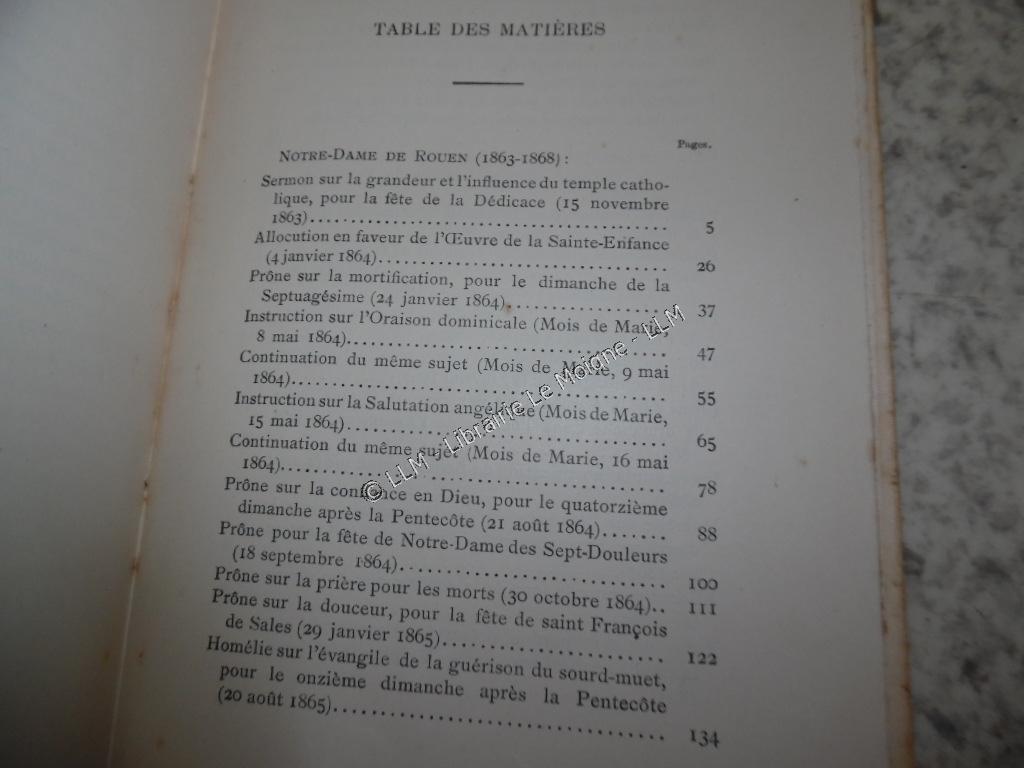 TABLE DES MATIÈRES
Pages.
NOTRE-DAME DE ROUEN (1863-1868) :
Sermon sur la grandeur et l'influence du temple catho-
lique, pour la fête de la Dédicace (15 novembre
1863)........................................ 5
Allocution en faveur de l'Œuvre de la Sainte-Enfance
(4 janvier 1864)................................ 26
Prône sur la mortification, pour le dimanche de la
Septuagésime (24 janvier 1864)................. 37
Instruction sur l'Oraison dominicale (Mois de Marie,
8 mai 1864)................................... 47
Continuation du même sujet (Mois de Marie, 9 mai
1864)......................................... 55
Instruction sur la Salutation angélique (Mois de Marie,
15 mai 1864).................................. 65
Continuation du même sujet (Mois de Marie, 16 mai
1864)......................................... 78
Prône sur la confiance en Dieu, pour le quatorzième
dimanche après la Pentecôte (21 août 1864)....... 88
Prône pour la fête de Notre-Dame des Sept-Douleurs
(18 septembre 1864)............................ 100
Prône sur la prière pour les morts (30 octobre 1864).. 111
Prône sur la douceur, pour la fête de saint François
de Sales (29 janvier 1865)........................ 122
Homélie sur l'évangile de la guérison du sourd-muet,
pour le onzième dimanche après la Pentecôte
(20 août 1865)................................... 134
© LLM - Librairie Le Moigne - LLM